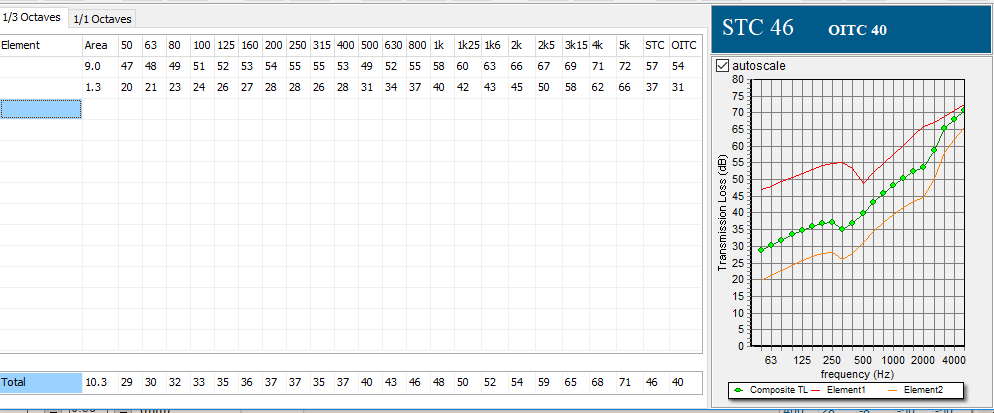 1/3 Octaves 1/1 Octaves
Element Area 50 63 80 100 125 160 200 250 315 400 500 630 800 1k 1k25 1k6 2k 2k5 3k15 4k 5k STC OITC
9.0 47 48 49 51 52 53 54 55 55 53 49 52 55 58 60 63 66 67 69 71 72 57 54
1.3 20 21 23 24 26 27 28 28 26 28 31 34 37 40 42 43 45 50 58 62 66 37 31
Total 10.3 29 30 32 33 35 36 37 37 35 37 40 43 46 48 50 52 54 59 65 68 71 46 40
STC 46 OITC 40
autoscale
80
75
70
65
60
55
50
45
40
35
30
25
20
15
10
5
0
Transmission Loss (dB)
63 125 250 500 1000 2000 4000
frequency (Hz)
Composite TL Element1 Element2